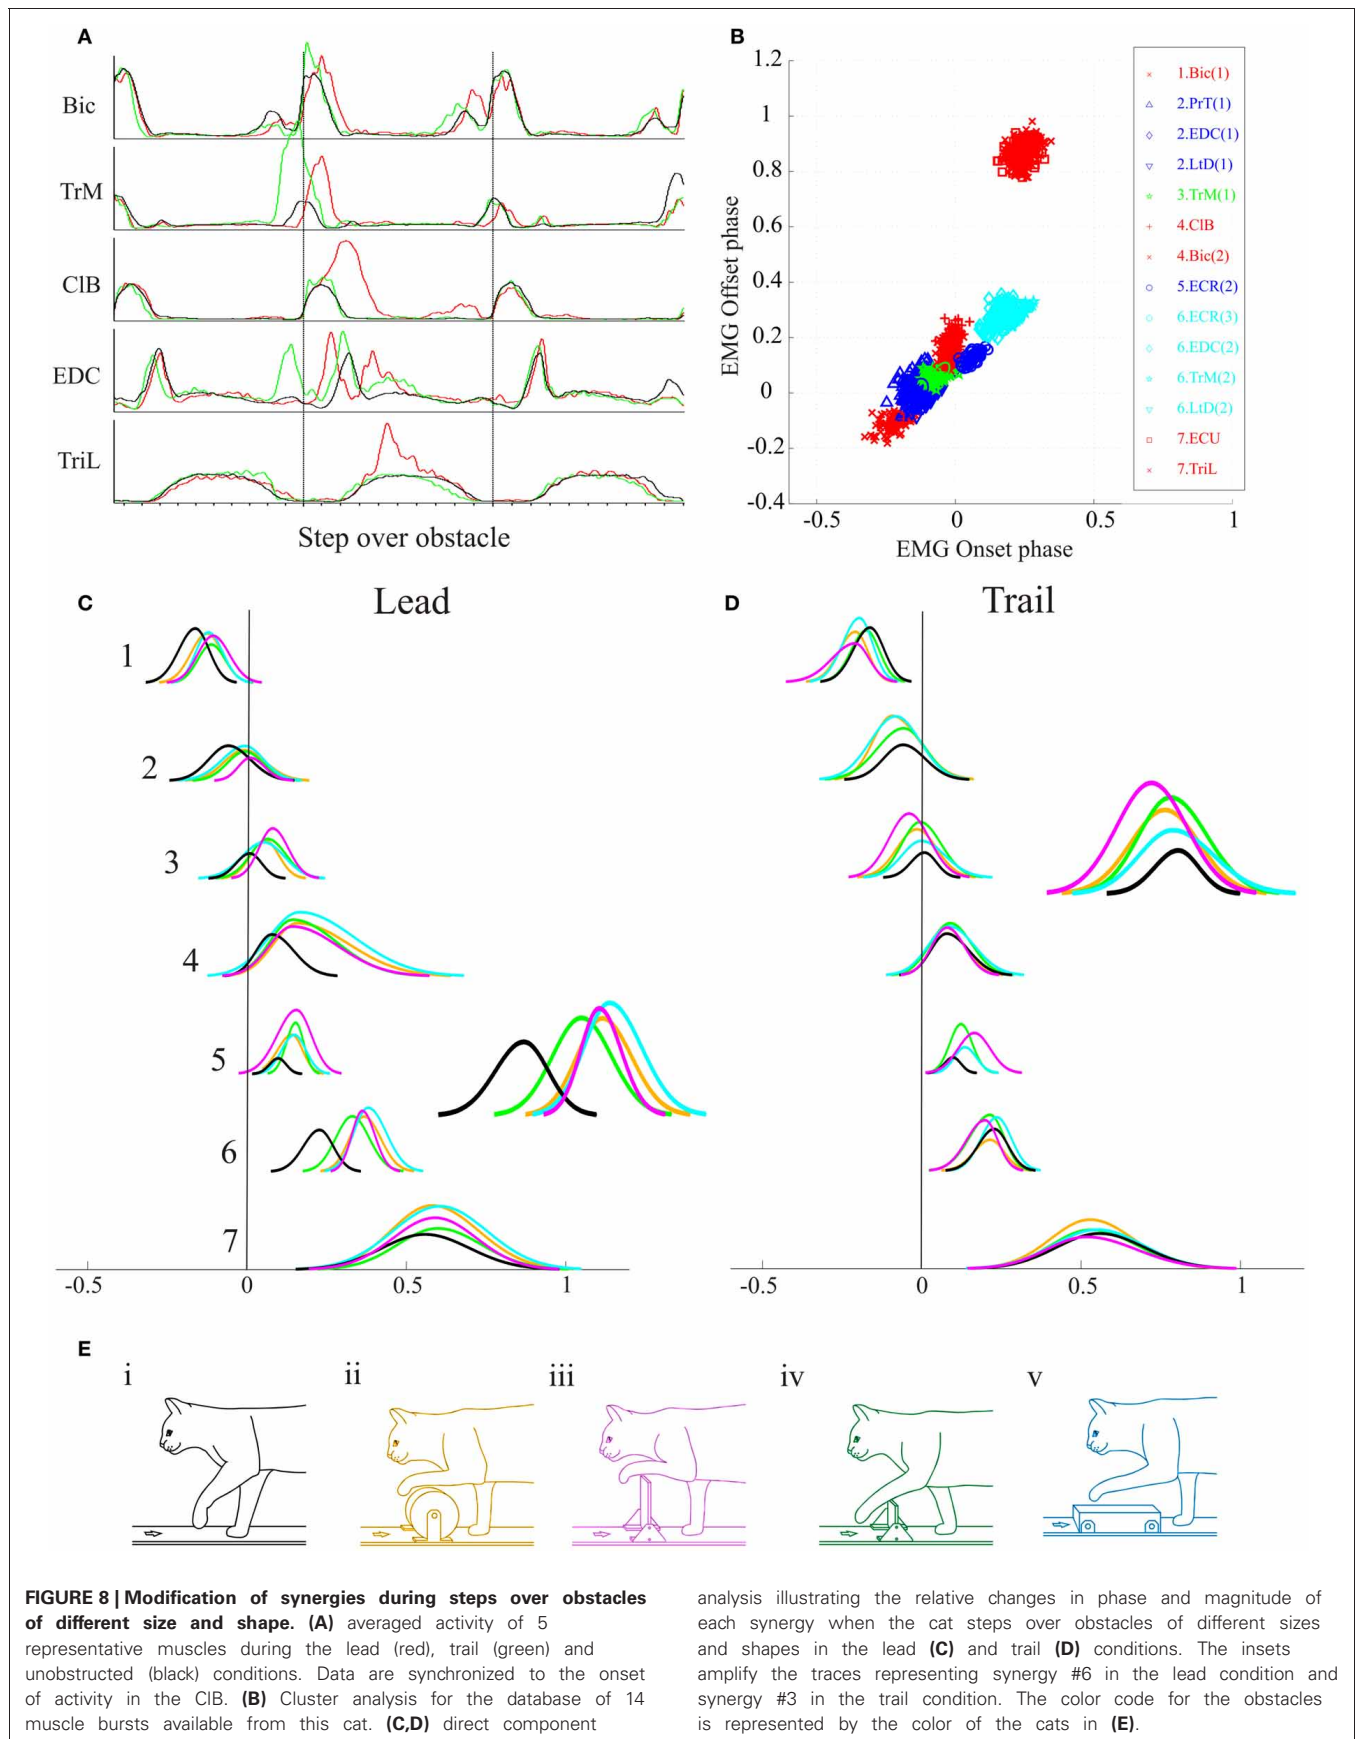 A
Bic
TrM
ClB
EDC
TriL
Step over obstacle
B
1.2
1
0.8
0.6
0.4
0.2
0
-0.2
-0.4
-0.5
0
0.5
1
EMG Offset phase
EMG Onset phase
1.Bic(1)
2.PrT(1)
2.EDC(1)
2.LtD(1)
3.TrM(1)
4.ClB
4.Bic(2)
5.ECR(2)
6.ECR(3)
6.EDC(2)
6.TrM(2)
6.LtD(2)
7.ECU
7.TriL
C
Lead
1
2
3
4
5
6
7
-0.5
0
0.5
1
D
Trail
-0.5
0
0.5
1
E
i
ii
iii
iv
v
FIGURE 8 | Modification of synergies during steps over obstacles
of different size and shape. (A) averaged activity of 5
representative muscles during the lead (red), trail (green) and
unobstructed (black) conditions. Data are synchronized to the onset
of activity in the ClB. (B) Cluster analysis for the database of 14
muscle bursts available from this cat. (C,D) direct component
analysis illustrating the relative changes in phase and magnitude of
each synergy when the cat steps over obstacles of different sizes
and shapes in the lead (C) and trail (D) conditions. The insets
amplify the traces representing synergy #6 in the lead condition and
synergy #3 in the trail condition. The color code for the obstacles
is represented by the color of the cats in (E).